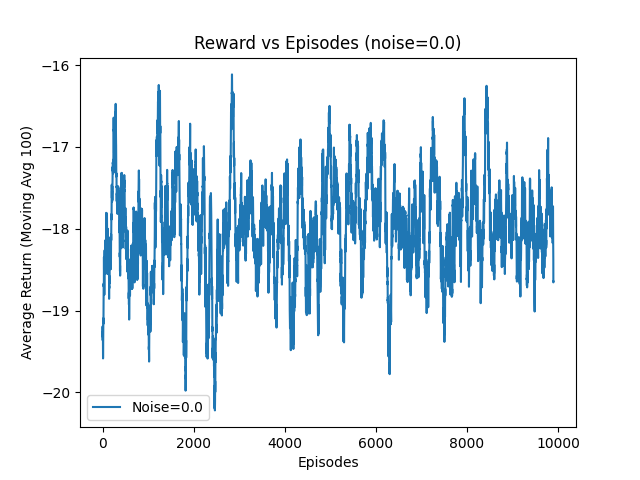 Reward vs Episodes (noise=0.0)
Average Return (Moving Avg 100)
−16
−17
−18
−19
−20
Noise=0.0
0
2000
4000
6000
8000
10000
Episodes